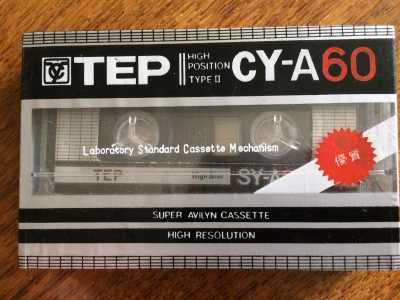 TEP HIGH POSITION TYPE II CY-A60
Laboratory Standard Cassette Mechanism
優質
TEP SY-A
SUPER AVILYN CASSETTE
HIGH RESOLUTION